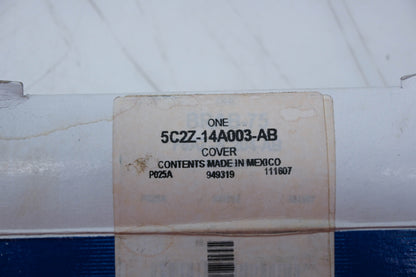 ONE
5C2Z-14A003-AB
COVER
CONTENTS MADE IN MEXICO
P025A 949319 111607